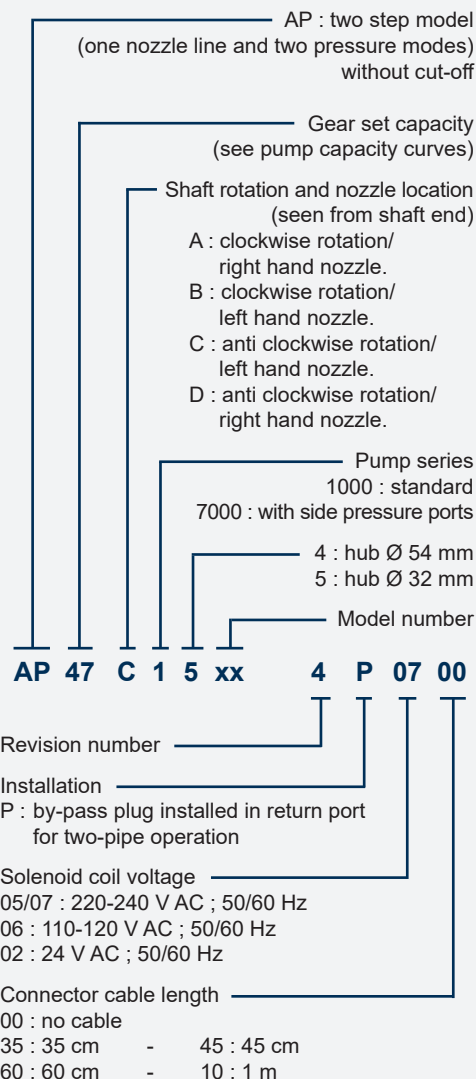 AP : two step model
(one nozzle line and two pressure modes)
without cut-off
Gear set capacity
(see pump capacity curves)
Shaft rotation and nozzle location
(seen from shaft end)
A : clockwise rotation/
right hand nozzle.
B : clockwise rotation/
left hand nozzle.
C : anti clockwise rotation/
left hand nozzle.
D : anti clockwise rotation/
right hand nozzle.
Pump series
1000 : standard
7000 : with side pressure ports
4 : hub Ø 54 mm
5 : hub Ø 32 mm
Model number
AP 47 C 1 5 xx 4 P 07 00
Revision number
Installation
P : by-pass plug installed in return port
for two-pipe operation
Solenoid coil voltage
05/07 : 220-240 V AC ; 50/60 Hz
06 : 110-120 V AC ; 50/60 Hz
02 : 24 V AC ; 50/60 Hz
Connector cable length
00 : no cable
35 : 35 cm - 45 : 45 cm
60 : 60 cm - 10 : 1 m